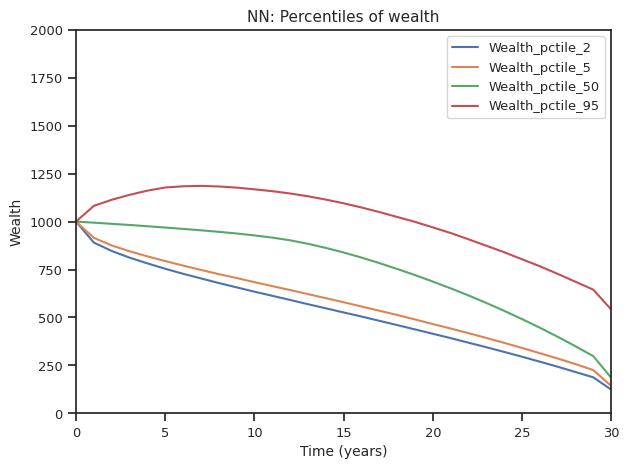 NN: Percentiles of wealth
2000
1750
1500
1250
1000
750
500
250
0
Wealth
Wealth_pctile_2
Wealth_pctile_5
Wealth_pctile_50
Wealth_pctile_95
0 5 10 15 20 25 30
Time (years)